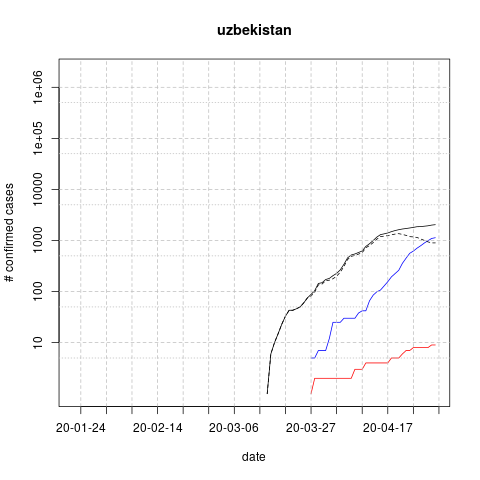 uzbekistan
# confirmed cases
1e+06
1e+05
10000
1000
100
10
20-01-24
20-02-14
20-03-06
20-03-27
20-04-17
date